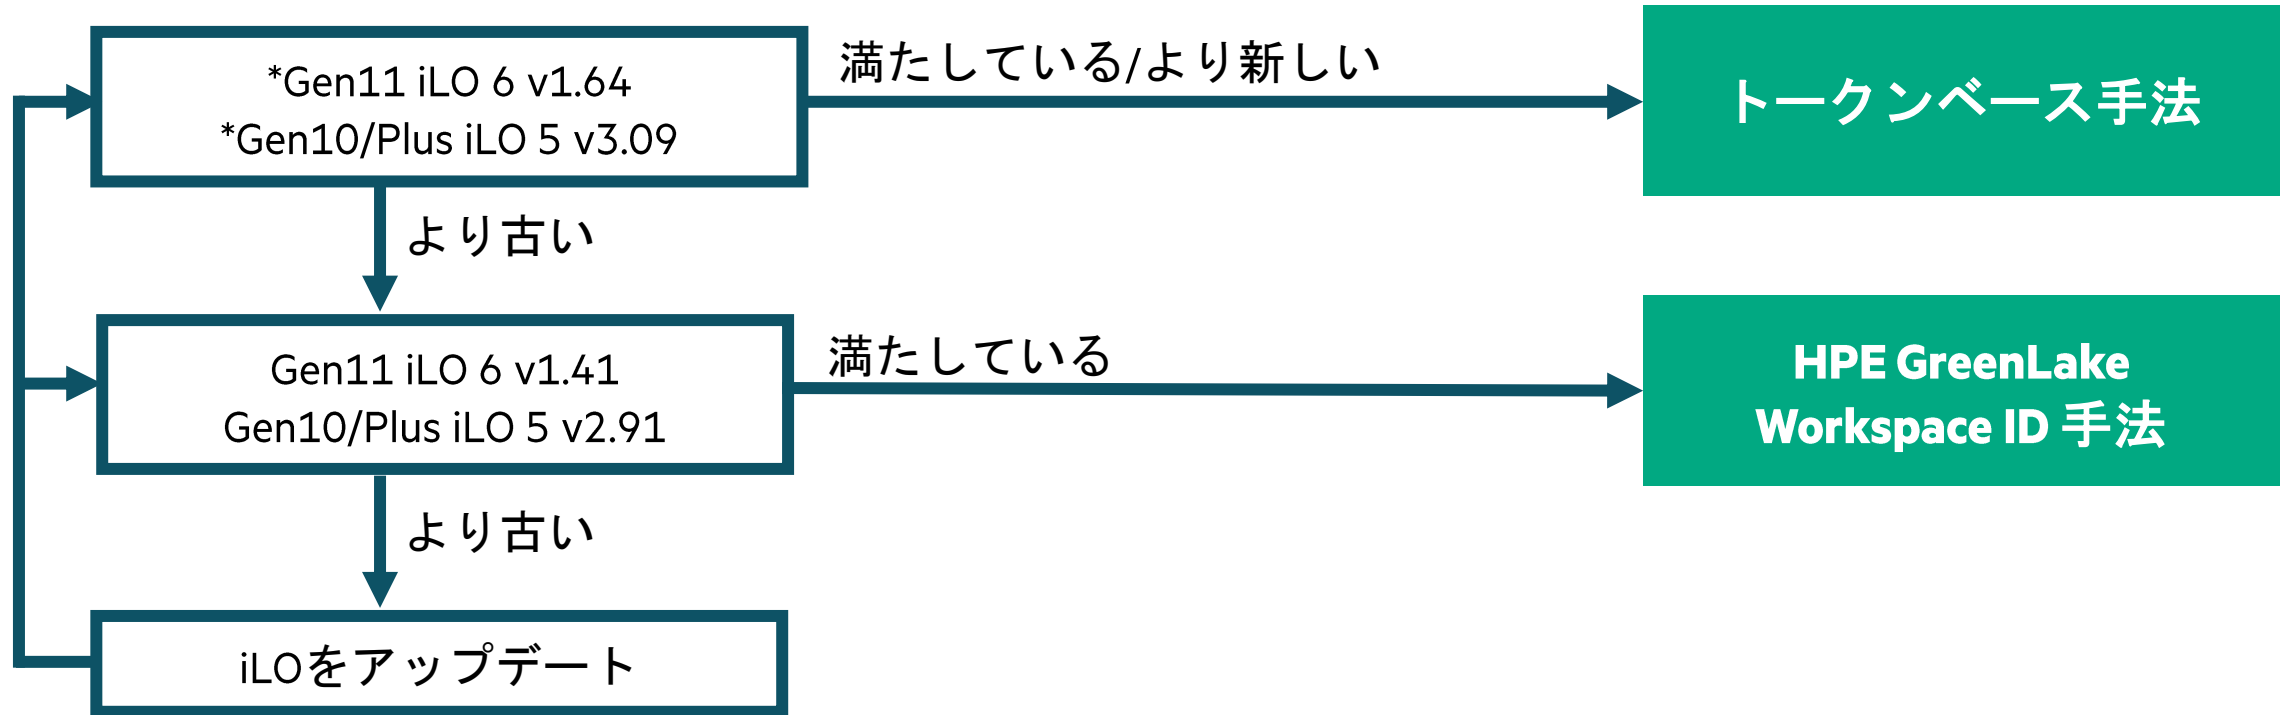 *Gen11 iLO 6 v1.64
*Gen10/Plus iLO 5 v3.09
満たしている/より新しい
トークンベース手法
より古い
Gen11 iLO 6 v1.41
Gen10/Plus iLO 5 v2.91
満たしている
HPE GreenLake
Workspace ID 手法
より古い
iLOをアップデート